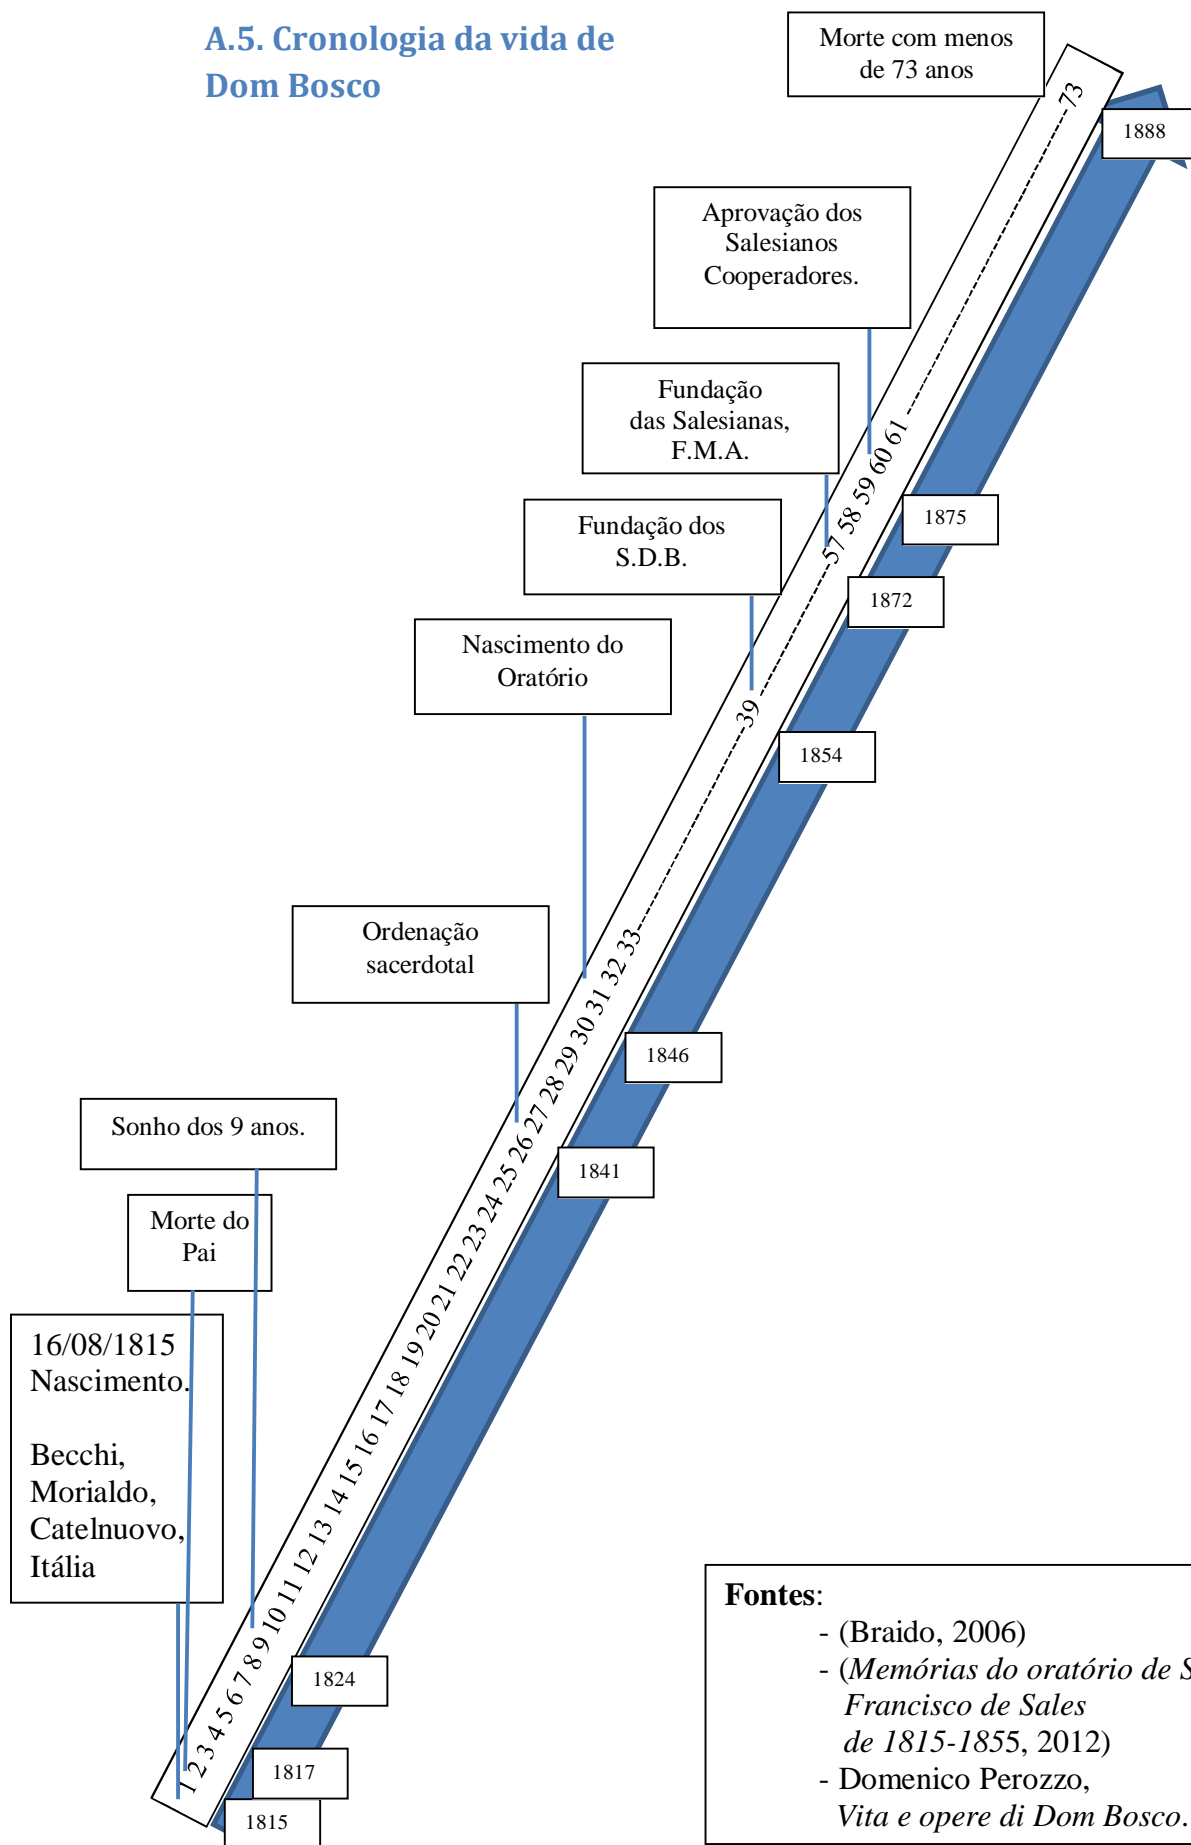 A.5. Cronologia da vida de
Dom Bosco
Morte com menos
de 73 anos
73
1888
Aprovação dos
Salesianos
Cooperadores.
Fundação
das Salesianas,
F.M.A.
Fundação dos
S.D.B.
57 58 59 60 61
1875
1872
Nascimento do
Oratório
39
1854
Ordenação
sacerdotal
1846
Sonho dos 9 anos.
1841
Morte do
Pai
16/08/1815
Nascimento.
Becchi,
Morialdo,
Catelnuovo,
Itália
1 2 3 4 5 6 7 8 9 10 11 12 13 14 15 16 17 18 19 20 21 22 23 24 25 26 27 28 29 30 31 32 33
1824
1817
1815
Fontes:
- (Braido, 2006)
- (Memórias do oratório de S
Francisco de Sales
de 1815-1855, 2012)
- Domenico Perozzo,
Vita e opere di Dom Bosco.